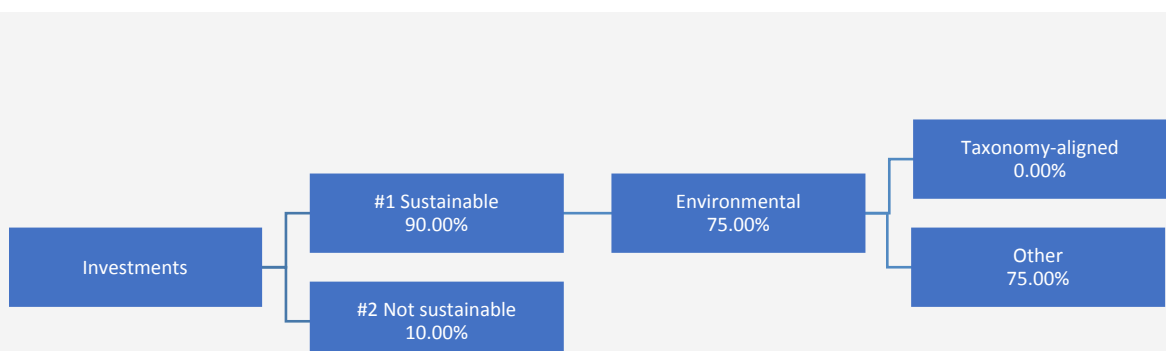 Investments
#1 Sustainable
90.00%
#2 Not sustainable
10.00%
Environmental
75.00%
Taxonomy-aligned
0.00%
Other
75.00%